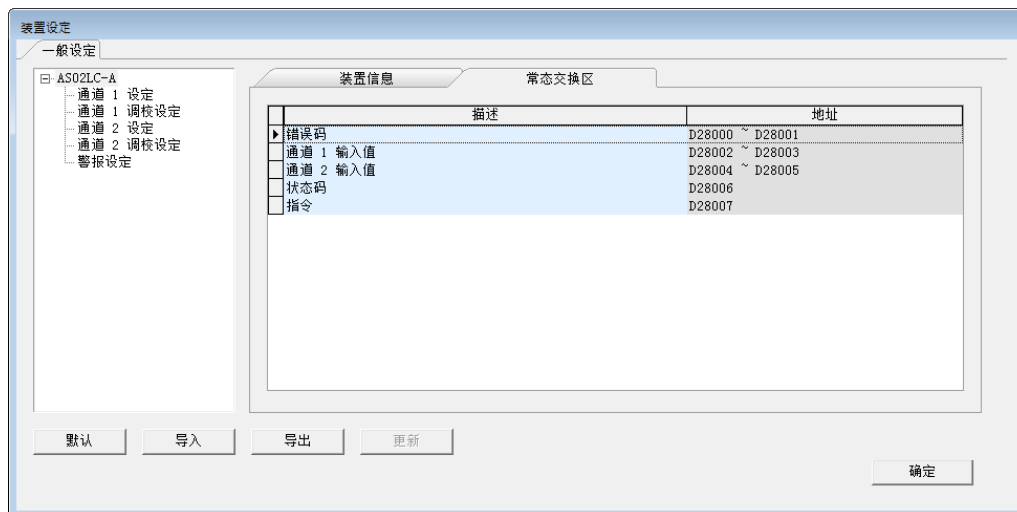 装置设定
一般设定
AS02LC-A
通道 1 设定
通道 1 调校设定
通道 2 设定
通道 2 调校设定
警报设定
装置信息 常态交换区
描述 地址
错误码 D28000 ~ D28001
通道 1 输入值 D28002 ~ D28003
通道 2 输入值 D28004 ~ D28005
状态码 D28006
指令 D28007
默认 导入 导出 更新
确定